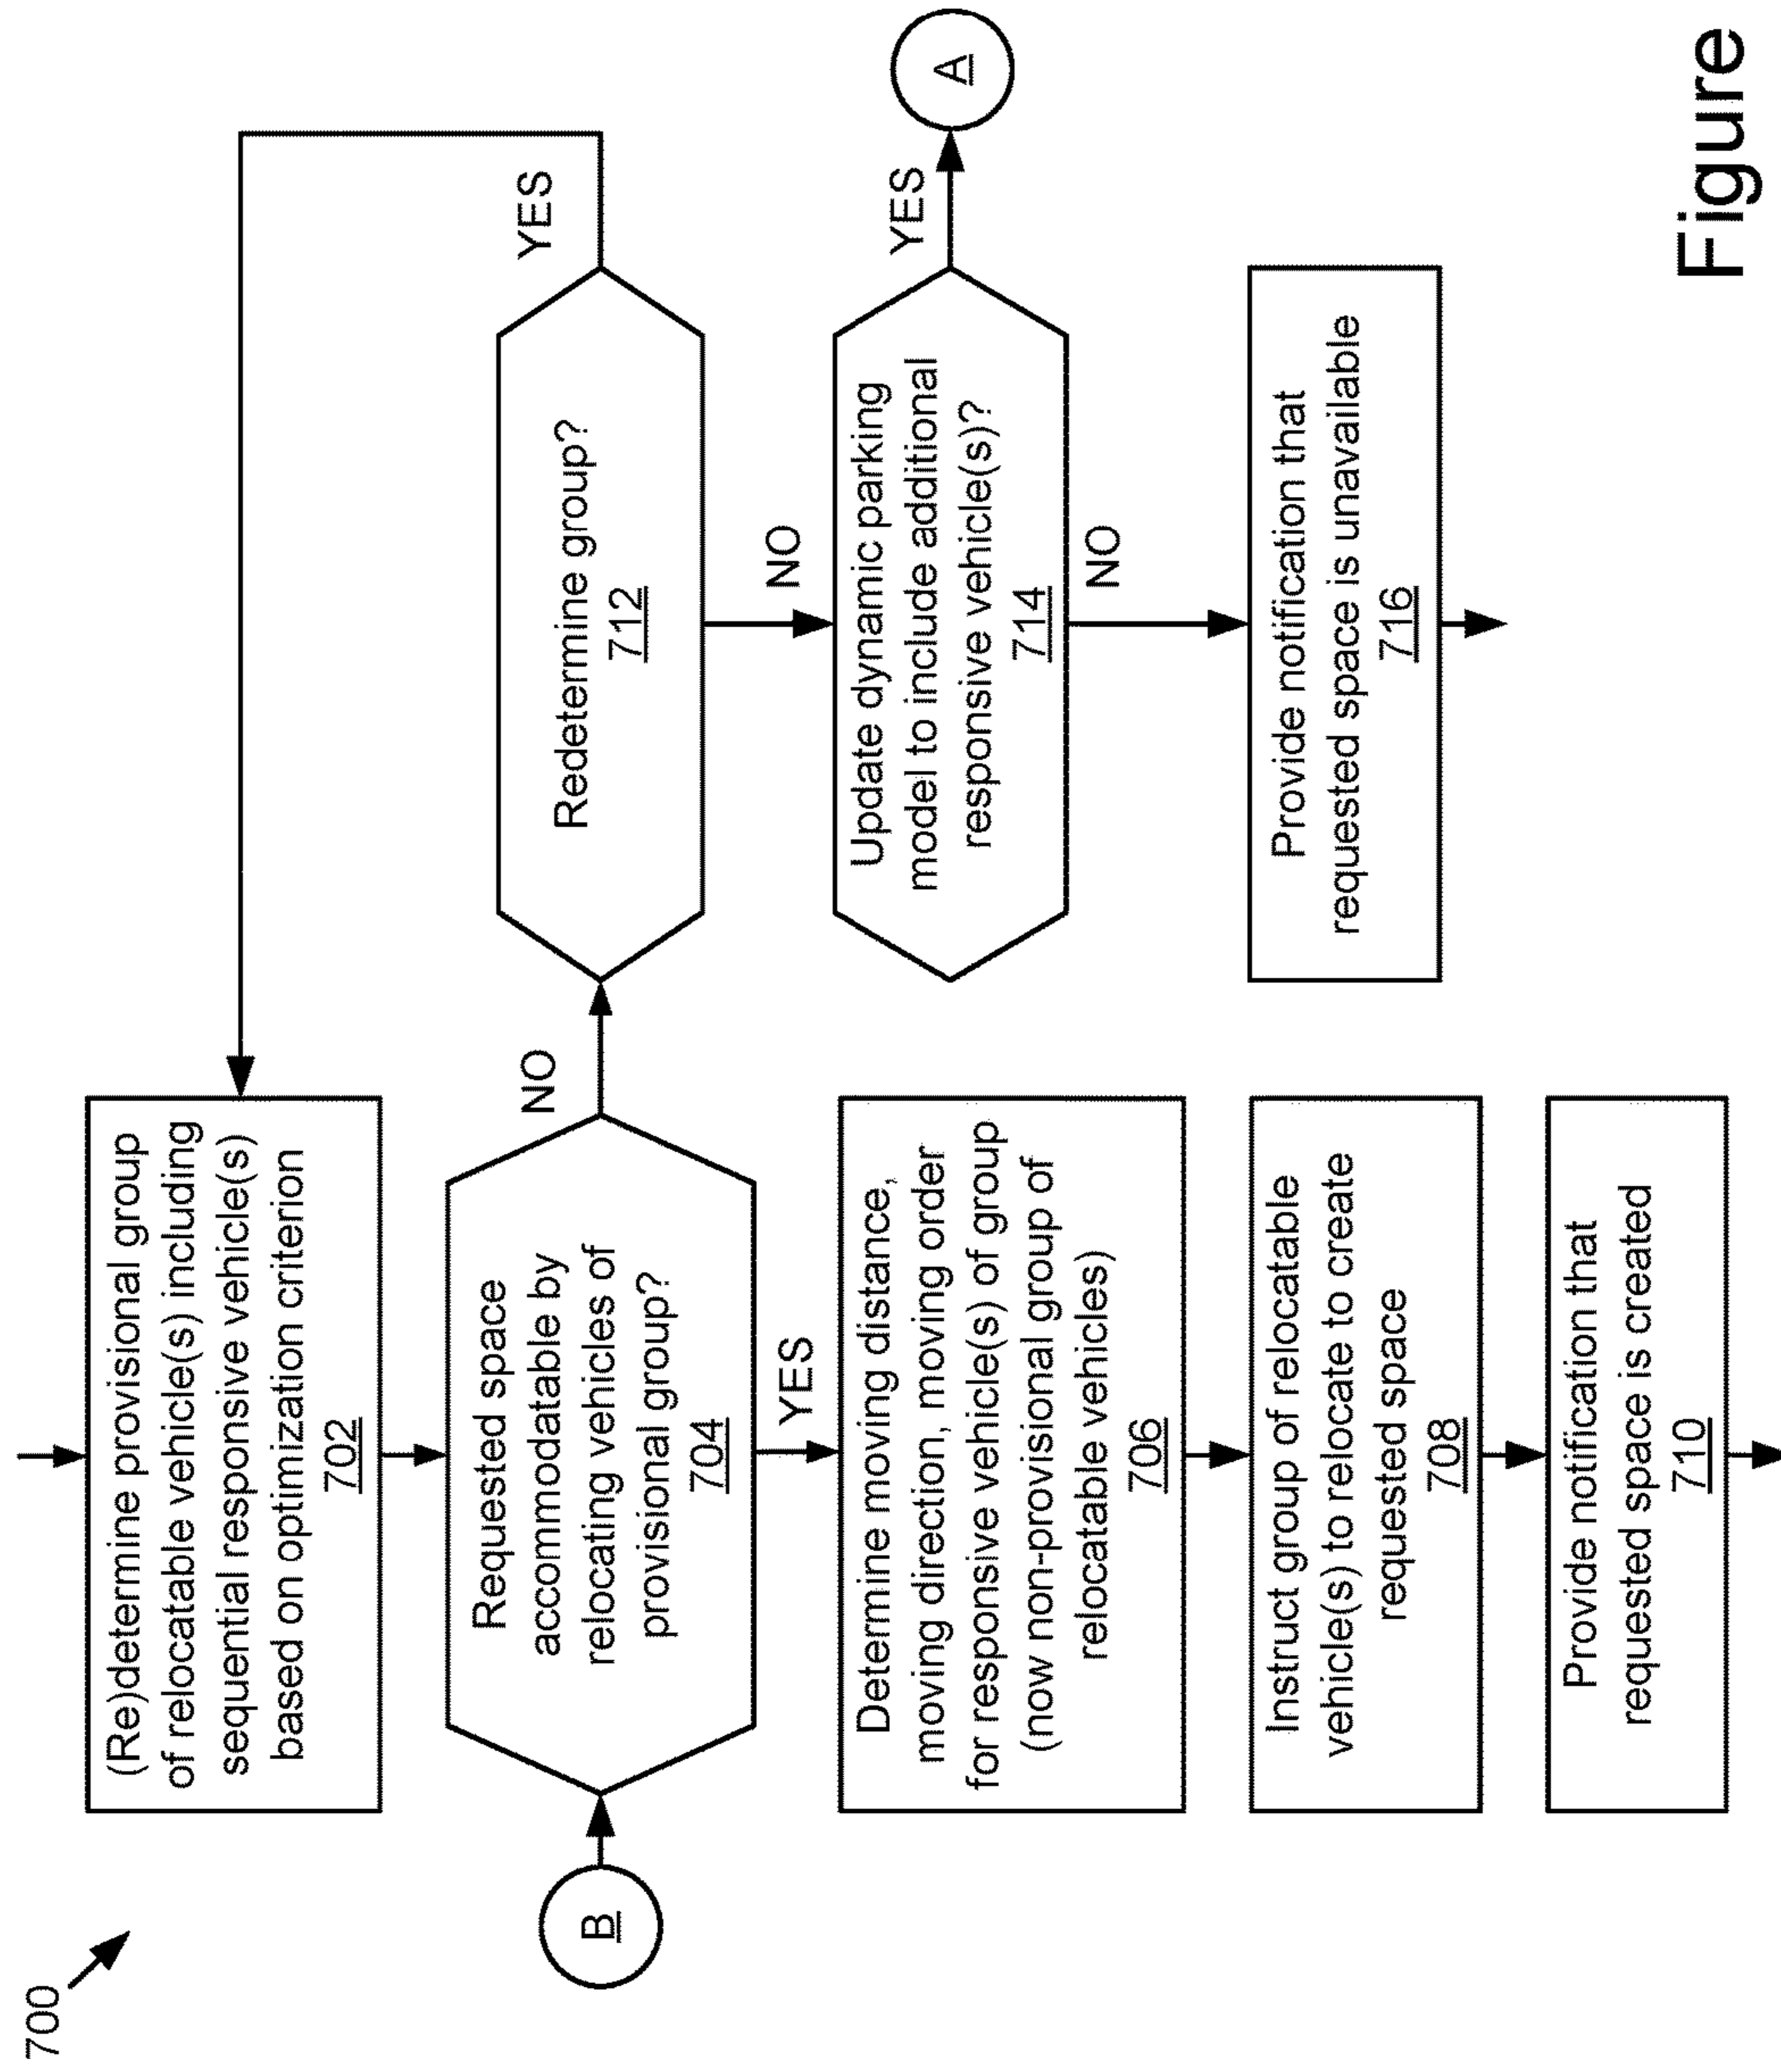 700
(Re)determine provisional group
of relocatable vehicle(s) including
sequential responsive vehicle(s)
based on optimization criterion
702
B
Requested space
accommodatable by
relocating vehicles of
provisional group?
704
NO
YES
Redetermine group?
712
YES
NO
Determine moving distance,
moving direction, moving order
for responsive vehicle(s) of group
(now non-provisional group of
relocatable vehicles)
706
Update dynamic parking
model to include additional
responsive vehicle(s)?
714
YES
A
NO
Instruct group of relocatable
vehicle(s) to relocate to create
requested space
708
Provide notification that
requested space is unavailable
716
Provide notification that
requested space is created
710
Figure